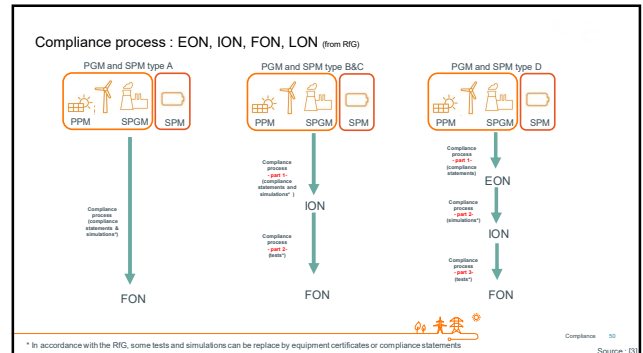 Compliance process : EON, ION, FON, LON (from RfG)
PGM and SPM type A
PPM
SPGM
SPM
Compliance
process
(compliance
statements &
simulations*)
FON
PGM and SPM type B&C
PPM
SPGM
SPM
Compliance
process
- part 1-
(compliance
statements and
simulations* )
ION
Compliance
process
- part 2-
(tests*)
FON
PGM and SPM type D
PPM
SPGM
SPM
Compliance
process
- part 1-
(compliance
statements)
EON
Compliance
process
- part 2-
(simulations*)
ION
Compliance
process
- part 3-
(tests*)
FON
Compliance 50
* In accordance with the RfG, some tests and simulations can be replace by equipment certificates or compliance statements
Source : [3]